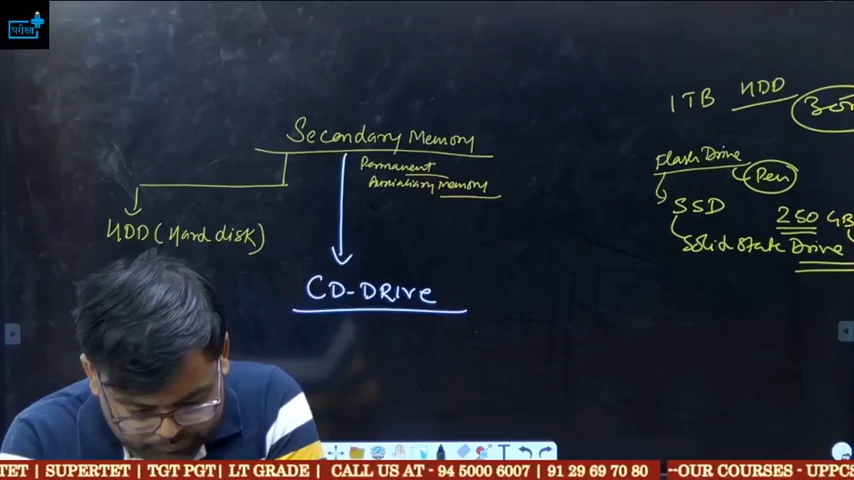 परीक्षा
Secondary Memory
Permanent
Auxialiary Memory
HDD (Hard disk)
CD-DRIve
1TB HDD
Flash Drive
Pen
SSD
250 GB
Solid state Drive
TET | SUPERTET | TGT PGT| LT GRADE | CALL US AT - 94 5000 6007 | 91 29 69 70 80 --OUR COURSES - UPPCS